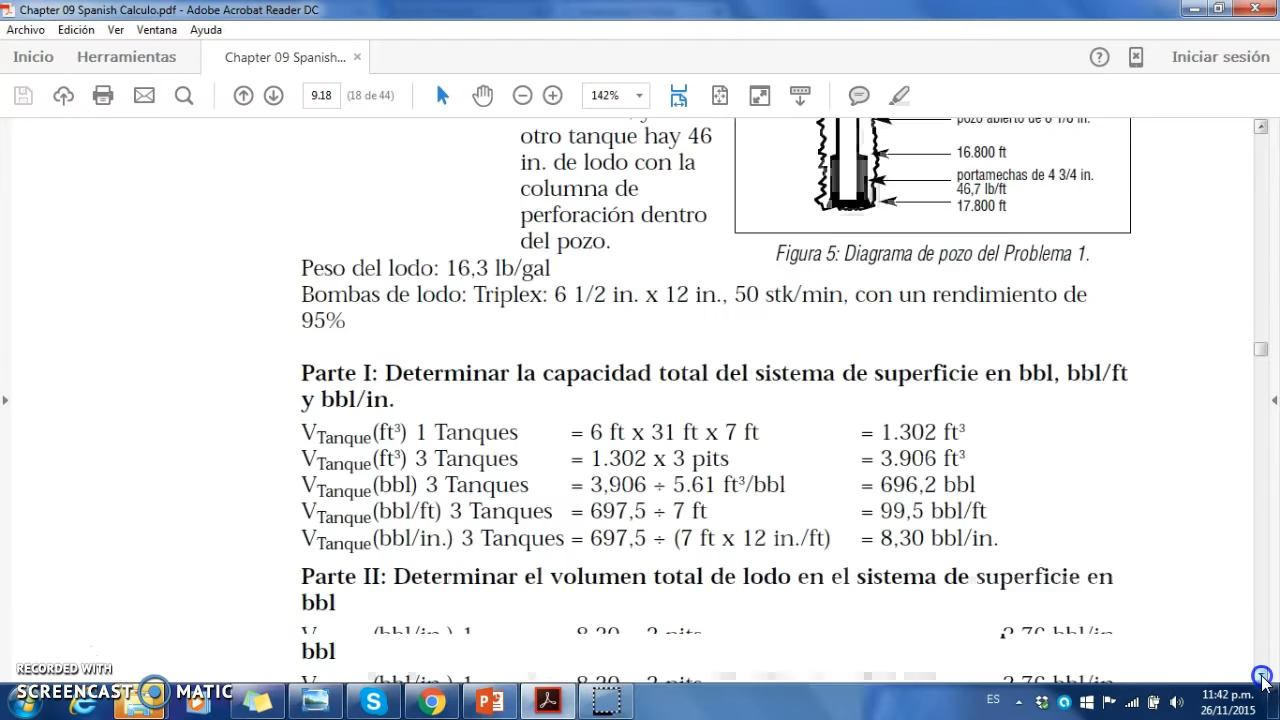 Chapter 09 Spanish Calculo.pdf - Adobe Acrobat Reader DC
Archivo Edición Ver Ventana Ayuda
Inicio Herramientas Chapter 09 Spanish... × Iniciar sesión
9.18 (18 de 44) 142%
pozo abierto de 6 1/8 in.
otro tanque hay 46
in. de lodo con la
columna de
perforación dentro
del pozo.
16.800 ft
portamechas de 4 3/4 in.
46,7 lb/ft
17.800 ft
Figura 5: Diagrama de pozo del Problema 1.
Peso del lodo: 16,3 lb/gal
Bombas de lodo: Triplex: 6 1/2 in. x 12 in., 50 stk/min, con un rendimiento de
95%
Parte I: Determinar la capacidad total del sistema de superficie en bbl, bbl/ft
y bbl/in.
VTanque(ft³) 1 Tanques = 6 ft x 31 ft x 7 ft = 1.302 ft³
VTanque(ft³) 3 Tanques = 1.302 x 3 pits = 3.906 ft³
VTanque(bbl) 3 Tanques = 3,906 ÷ 5.61 ft³/bbl = 696,2 bbl
VTanque(bbl/ft) 3 Tanques = 697,5 ÷ 7 ft = 99,5 bbl/ft
VTanque(bbl/in.) 3 Tanques = 697,5 ÷ (7 ft x 12 in./ft) = 8,30 bbl/in.
Parte II: Determinar el volumen total de lodo en el sistema de superficie en
bbl
bbl
RECORDED WITH
SCREENCAST MATIC
ES
11:42 p.m.
26/11/2015